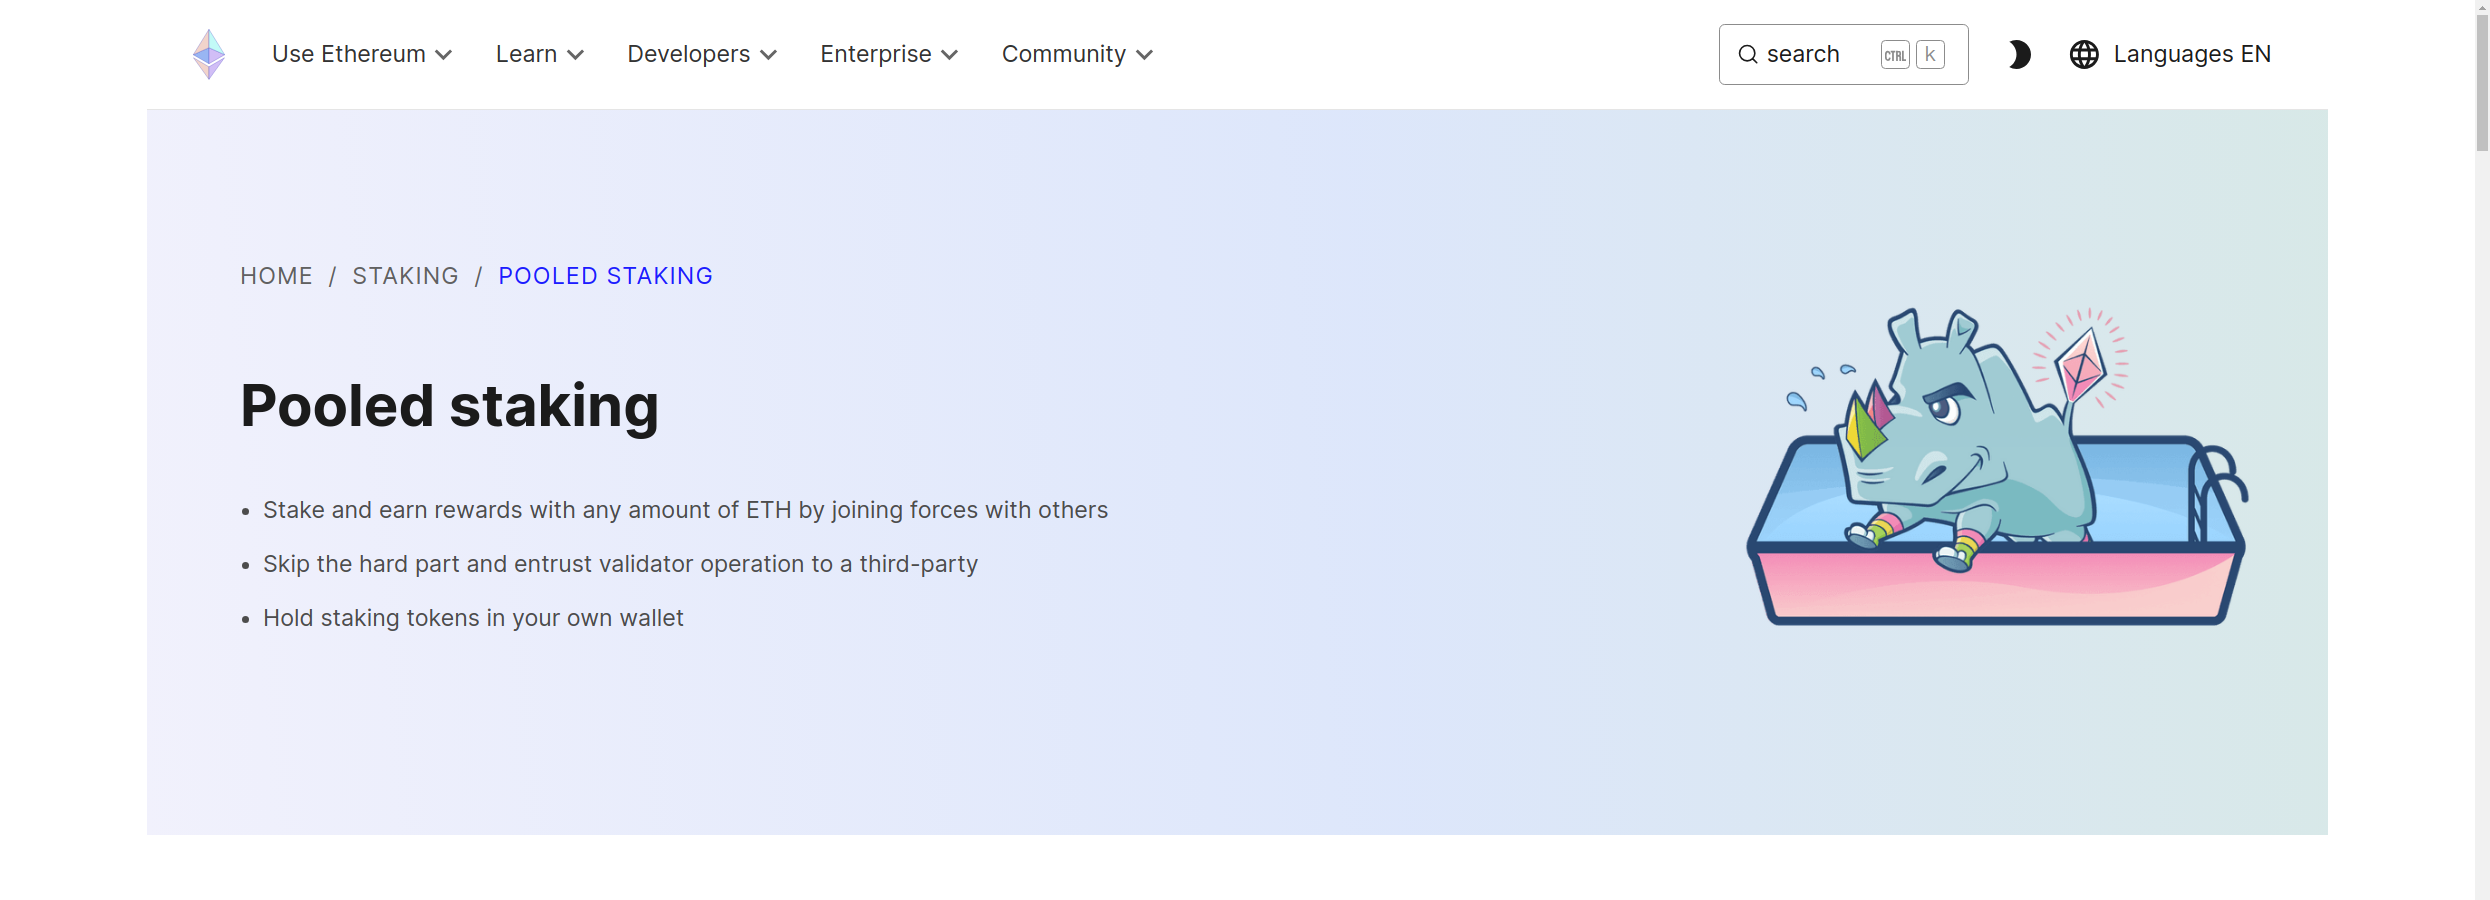 Use Ethereum Learn Developers Enterprise Community search CTRL k Languages EN
HOME / STAKING / POOLED STAKING
Pooled staking
• Stake and earn rewards with any amount of ETH by joining forces with others
• Skip the hard part and entrust validator operation to a third-party
• Hold staking tokens in your own wallet